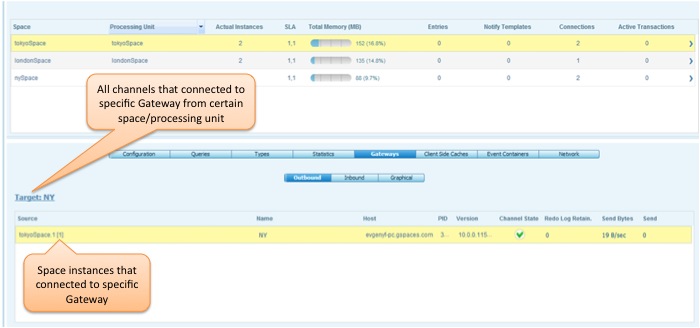 Space Processing Unit Actual Instances SLA Total Memory (MB) Entries Notify Templates Connections Active Transactions
tokyoSpace tokyoSpace 2 1,1 152 (16.8%) 0 0 2 0
londonSpace londonSpace 2 1,1 135 (14.8%) 0 0 1 0
nySpace nySpace 1,1 88 (9.7%) 0 0 2 0
All channels that connected to
specific Gateway from certain
space/processing unit
Configuration Queries Types Statistics Gateways Client Side Caches Event Containers Network
Outbound Inbound Graphical
Target: NY
Source Name Host PID Version Channel State Redo Log Retain. Send Bytes Send
tokyoSpace.1 [1] NY evgenyf-pc.gspaces.com 3... 10.0.0.115... 0 19 B/sec 0
Space instances that
connected to specific
Gateway